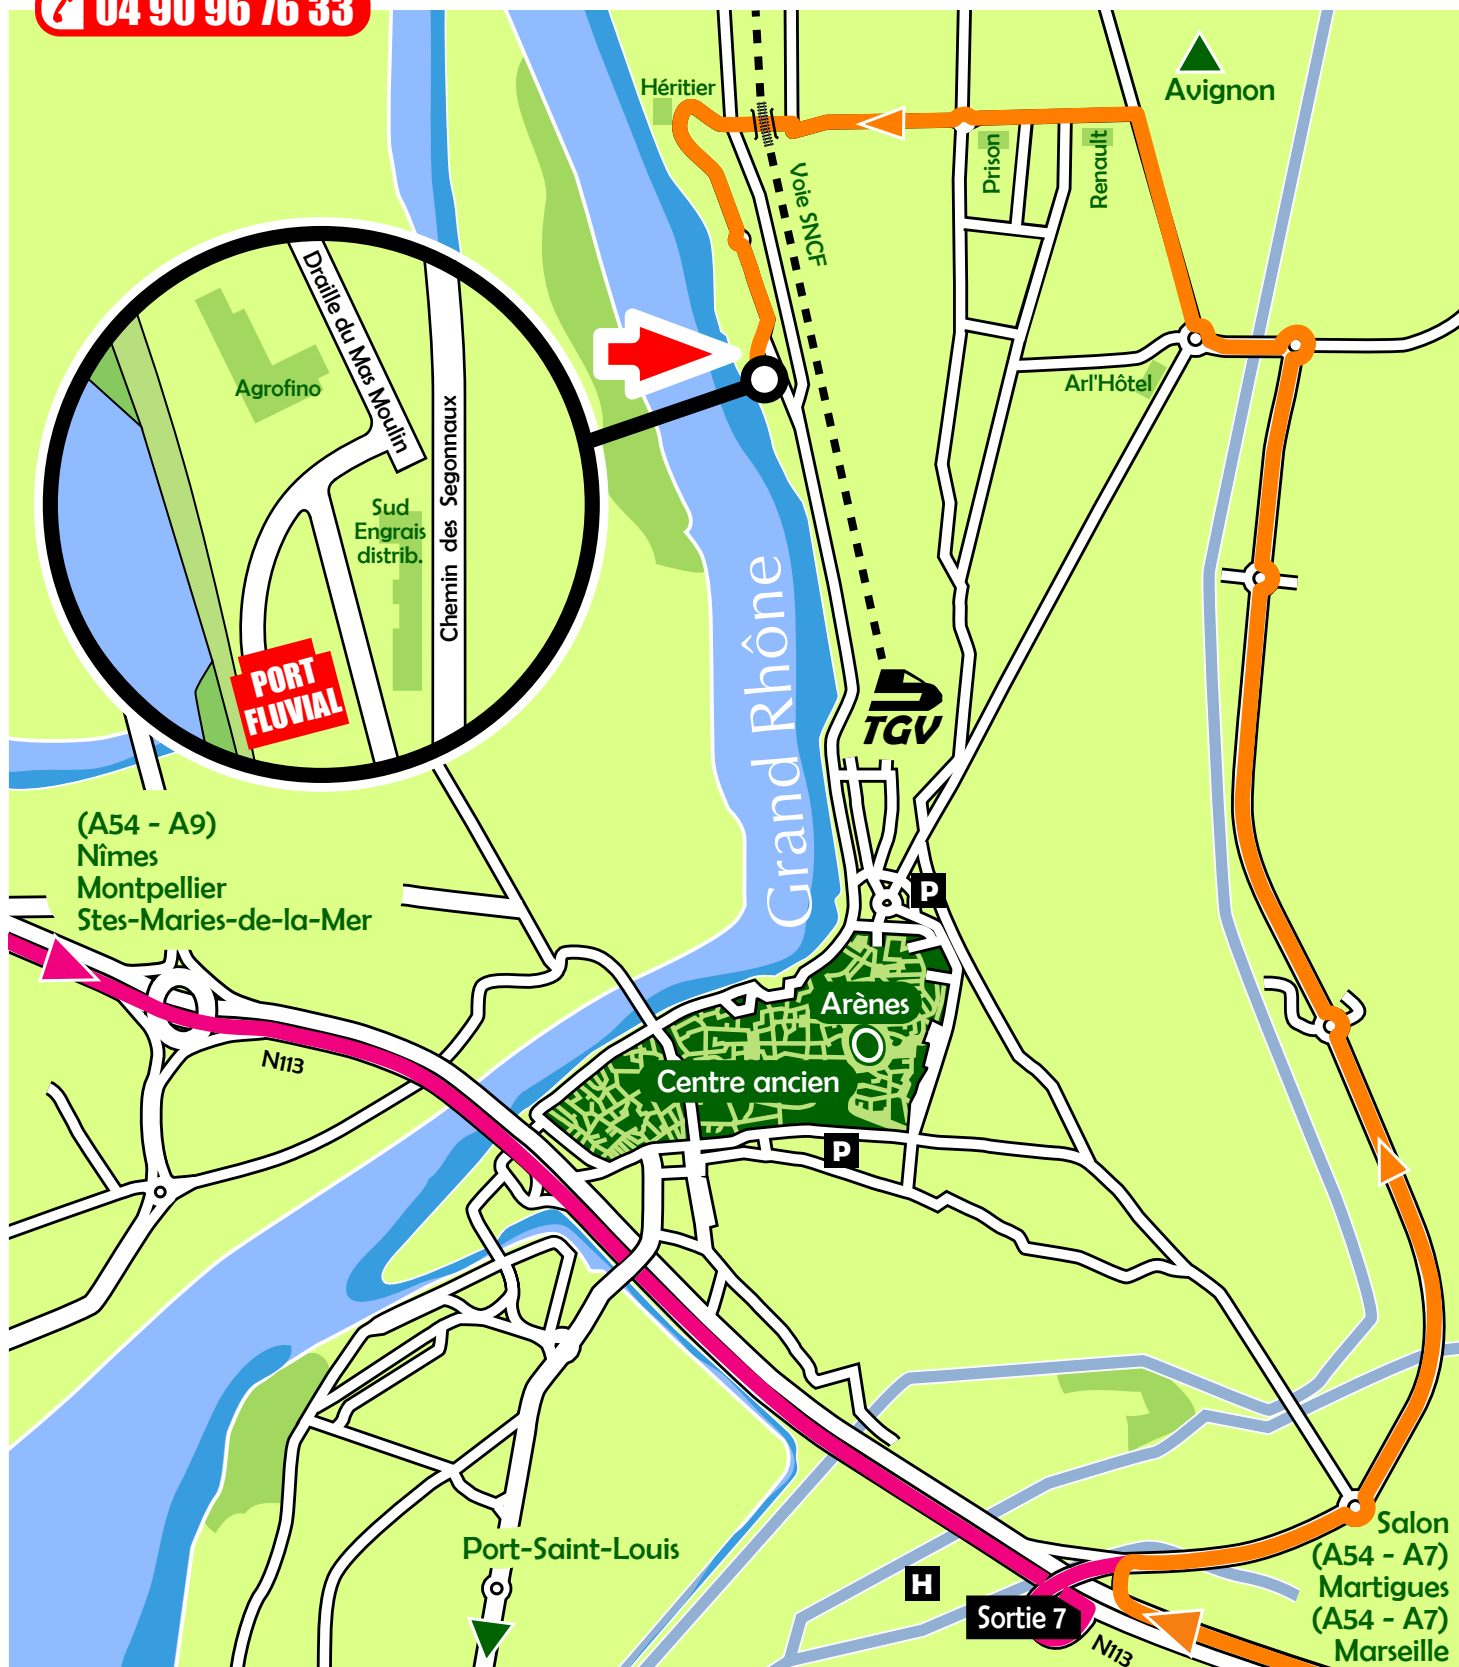 04 90 96 76 33
Héritier
Avignon
Prison
Renault
Voie SNCF
Draille du Mas Moulin
Agrofino
Chemin des Segonnaux
Sud
Engrais
distrib.
PORT
FLUVIAL
Arl'Hôtel
Grand Rhône
TGV
(A54 - A9)
Nîmes
Montpellier
Stes-Maries-de-la-Mer
P
Arènes
N113
Centre ancien
P
Port-Saint-Louis
H
Sortie 7
N113
Salon
(A54 - A7)
Martigues
(A54 - A7)
Marseille